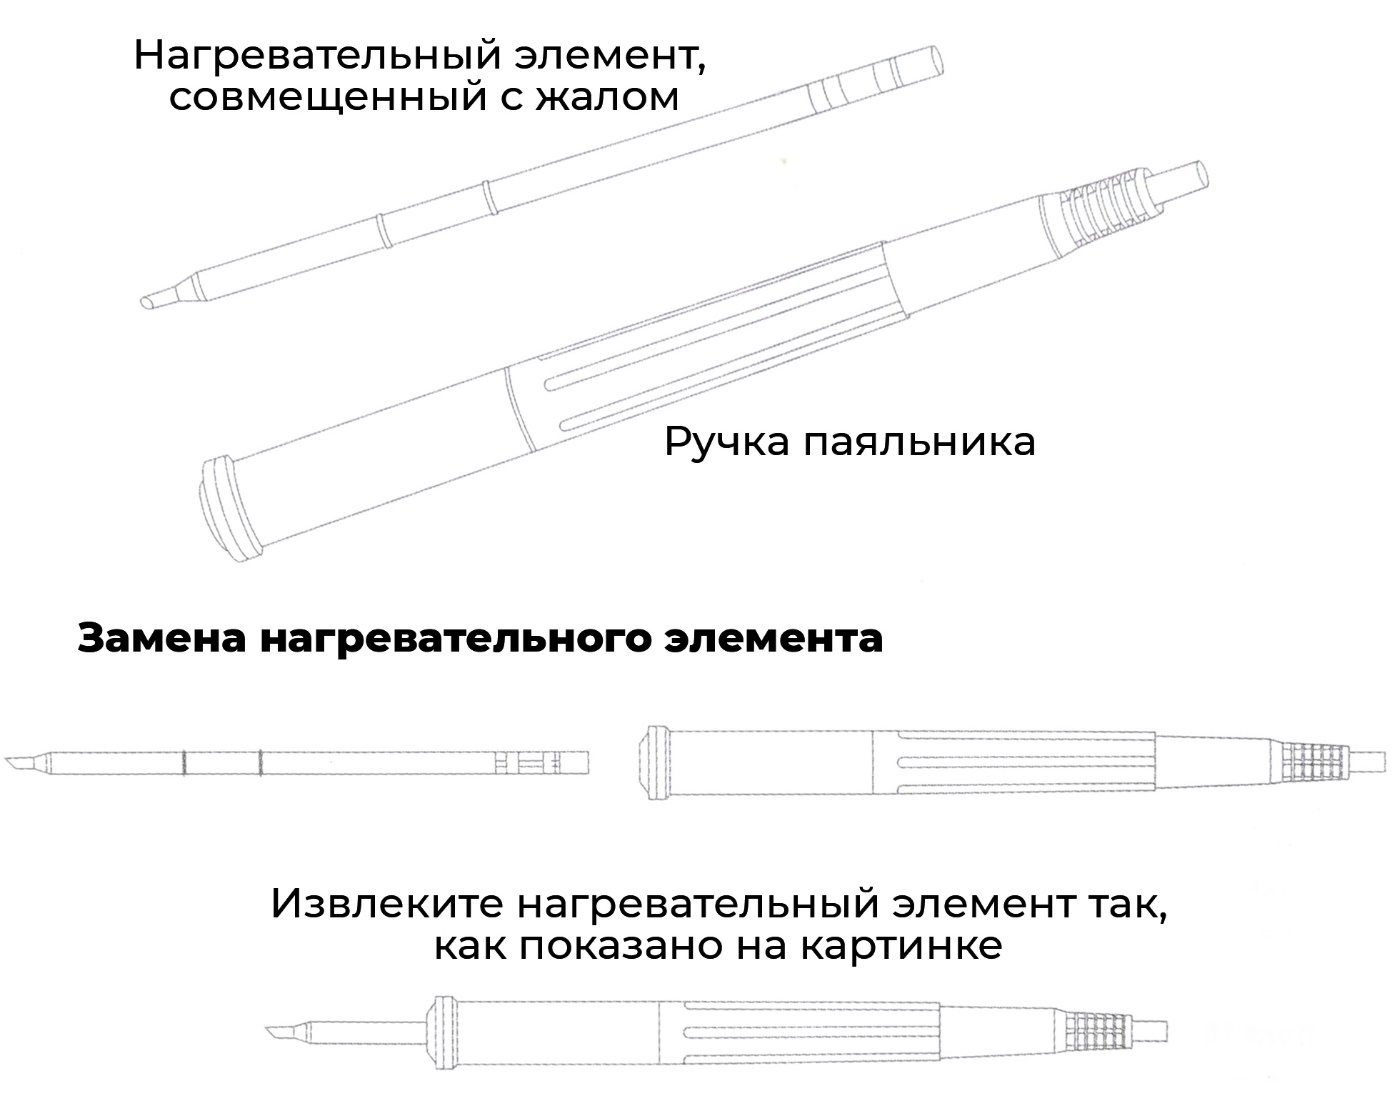 Нагревательный элемент,
совмещенный с жалом
Ручка паяльника
Замена нагревательного элемента
Извлеките нагревательный элемент так,
как показано на картинке